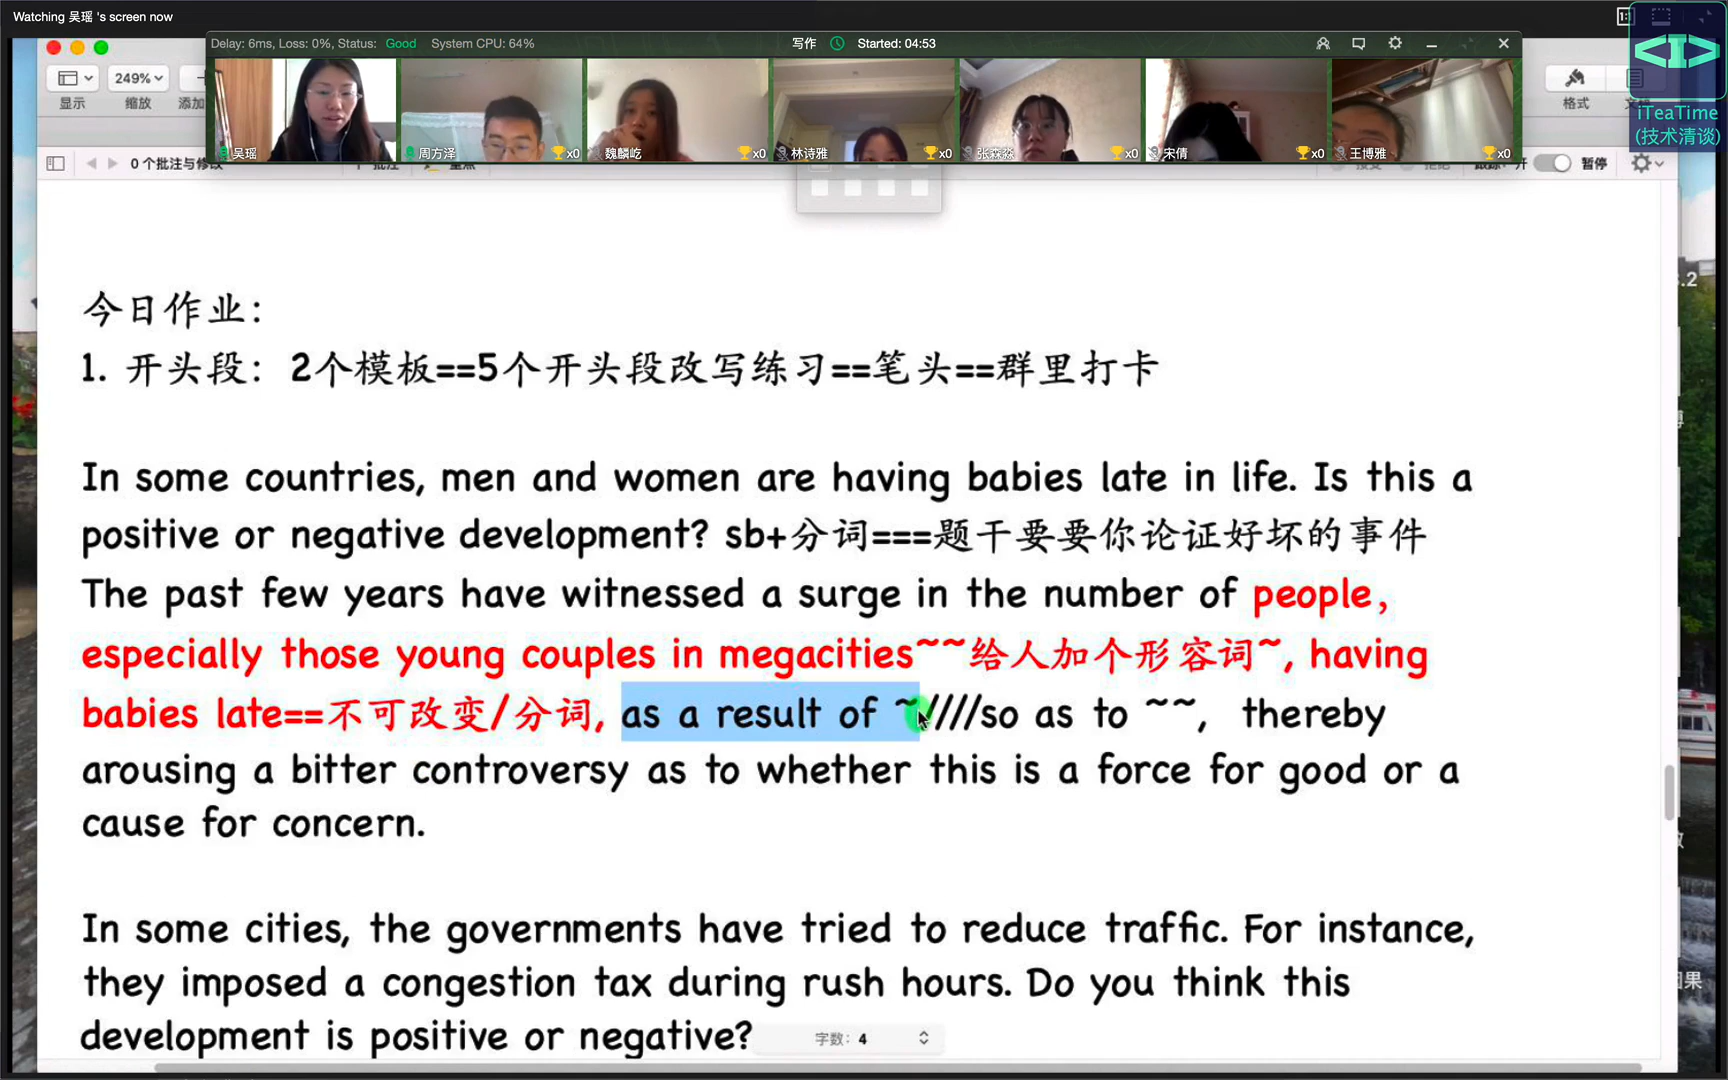 Watching 吴瑶 's screen now
Delay: 6ms, Loss: 0%, Status: Good System CPU: 64%
写作 Started: 04:53
249%
显示 缩放 添加
格式
吴瑶
周方泽 x0
魏麟屹 x0
林诗雅 x0
张淼淼 x0
宋倩 x0
王博雅 x0
iTeaTime
(技术清谈)
0 个批注与修改
暂停
今日作业:
1. 开头段: 2个模板==5个开头段改写练习==笔头==群里打卡
In some countries, men and women are having babies late in life. Is this a
positive or negative development? sb+分词===题干要要你论证好坏的事件
The past few years have witnessed a surge in the number of people,
especially those young couples in megacities~~给人加个形容词~, having
babies late==不可改变/分词, as a result of ~////so as to ~~, thereby
arousing a bitter controversy as to whether this is a force for good or a
cause for concern.
In some cities, the governments have tried to reduce traffic. For instance,
they imposed a congestion tax during rush hours. Do you think this
development is positive or negative?
字数: 4